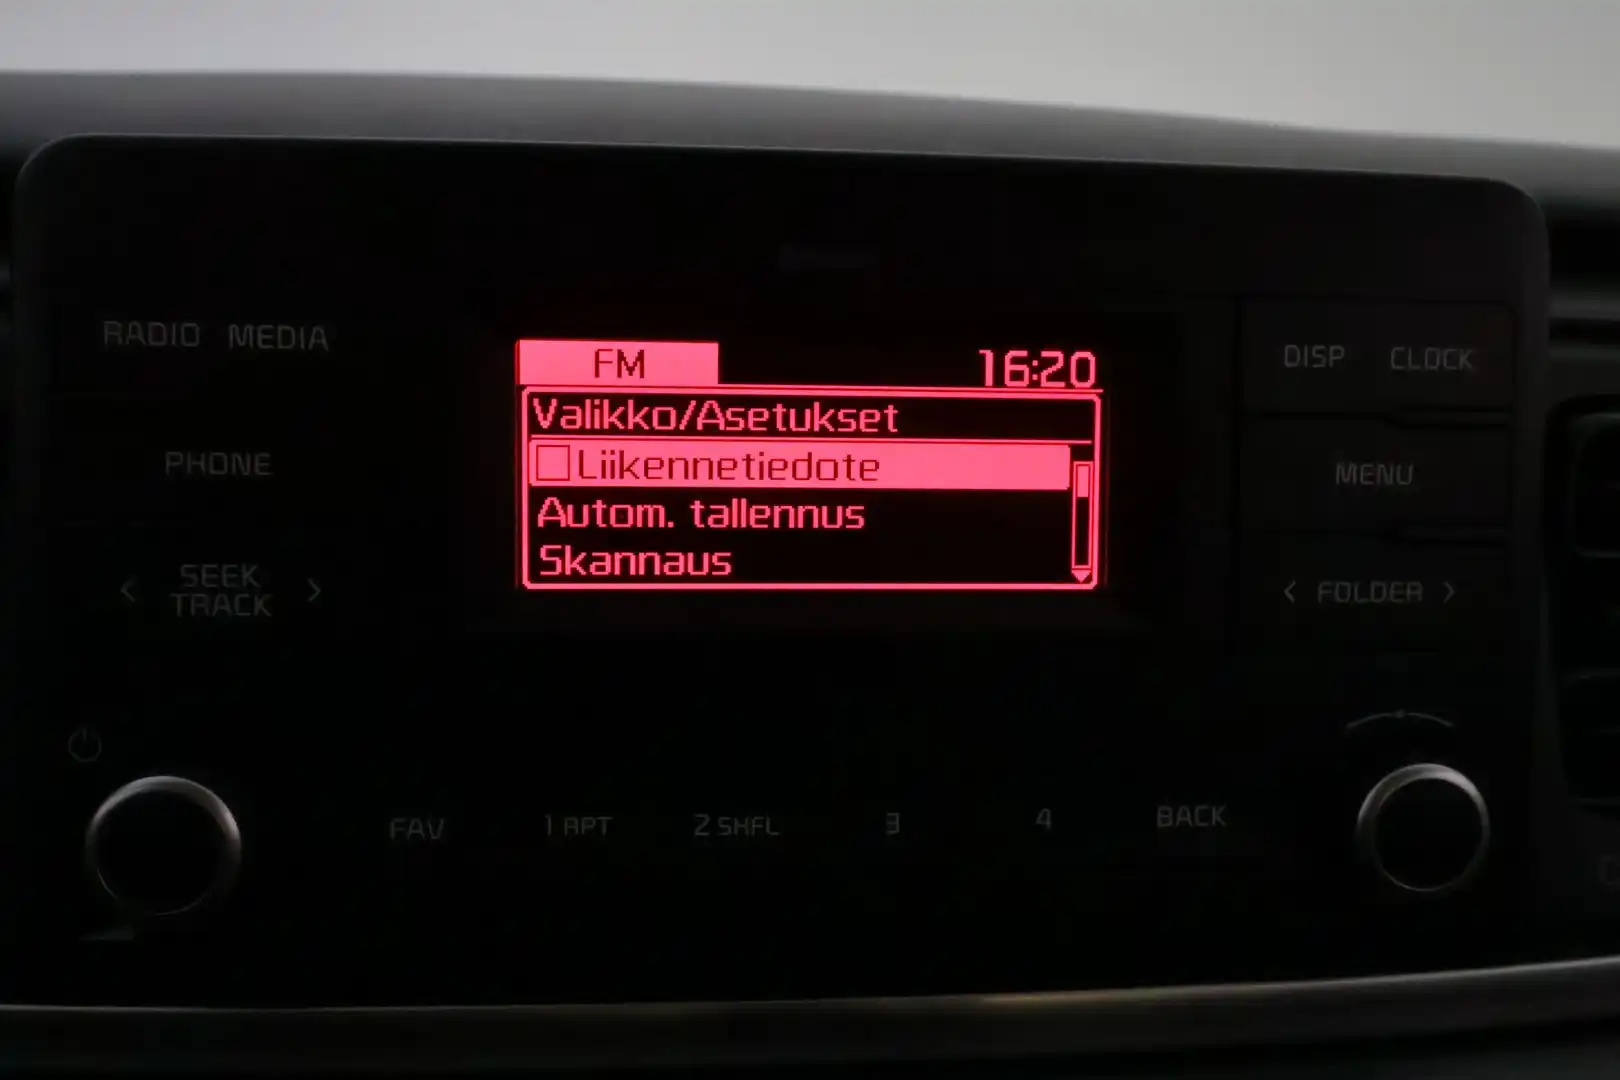 RADIO MEDIA
FM 16:20
DISP CLOCK
Valikko/Asetukset
Liikennetiedote
Autom. tallennus
Skannaus
PHONE
MENU
< SEEK >
TRACK
< FOLDER >
FAV 1 RPT 2 SHFL 3 4 BACK